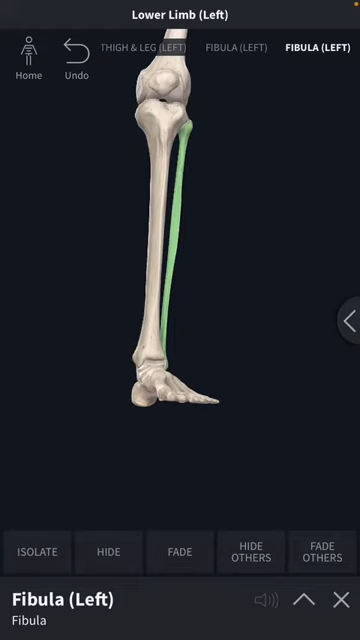 Lower Limb (Left)
THIGH & LEG (LEFT)
FIBULA (LEFT)
FIBULA (LEFT)
Home
Undo
ISOLATE
HIDE
FADE
HIDE
OTHERS
FADE
OTHERS
Fibula (Left)
Fibula